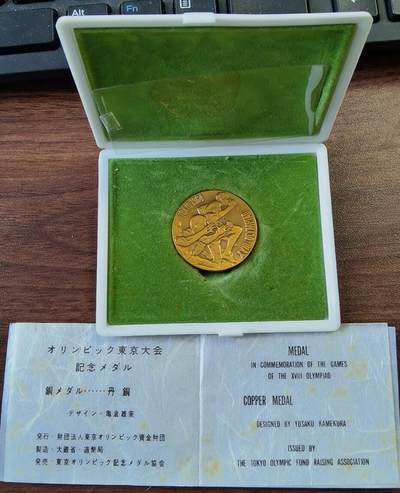 Ctrl
Fn
Alt
オリンピック東京大会
記念メダル
銅メダル……丹銅
デザイン・亀倉雄策
発行・財団法人東京オリンピック資金財団
製造・大蔵省・造幣局
発売・東京オリンピック記念メダル協会
MEDAL
IN COMMEMORATION OF THE GAMES
OF THE XVIII OLYMPIAD
COPPER MEDAL
DESIGNED BY YUSAKU KAMEKURA
ISSUED BY
THE TOKYO OLYMPIC FUND RAISING ASSOCIATION